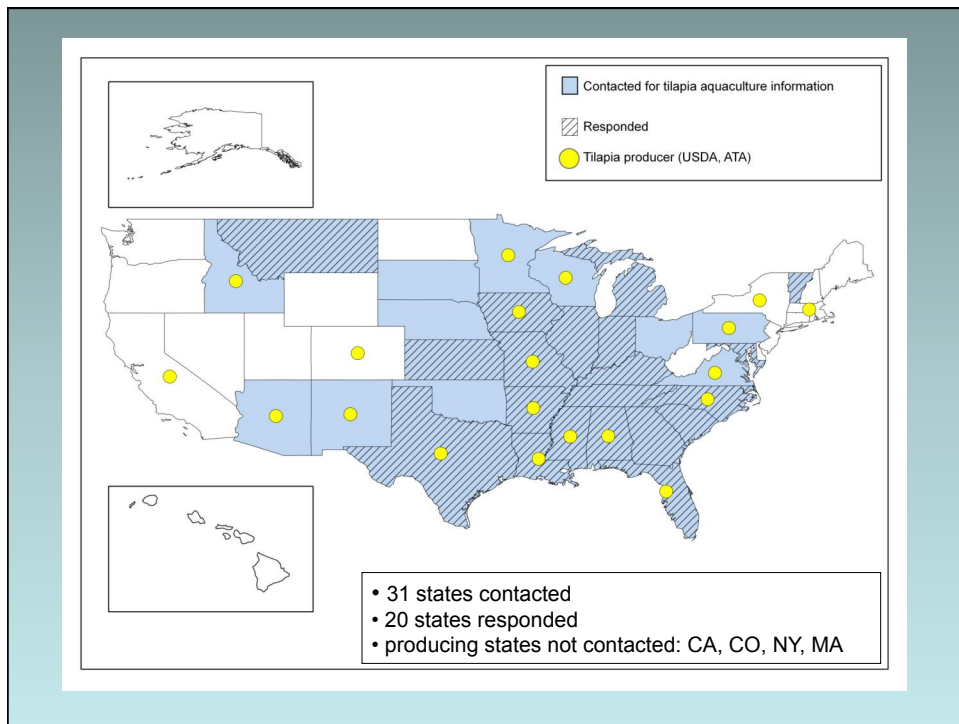 Contacted for tilapia aquaculture information
Responded
Tilapia producer (USDA, ATA)
• 31 states contacted
• 20 states responded
• producing states not contacted: CA, CO, NY, MA